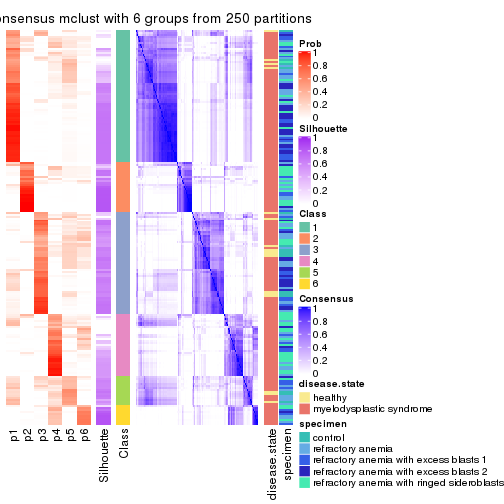 onsensus mclust with 6 groups from 250 partitions
Prob
1
0.8
0.6
0.4
0.2
0
Silhouette
1
0.8
0.6
0.4
0.2
0
Class
1
2
3
4
5
6
Consensus
1
0.8
0.6
0.4
0.2
0
disease.state
healthy
myelodysplastic syndrome
specimen
control
refractory anemia
refractory anemia with excess blasts 1
refractory anemia with excess blasts 2
refractory anemia with ringed sideroblasts
p1
p2
p3
p4
p5
p6
Silhouette
Class
disease.state
specimen